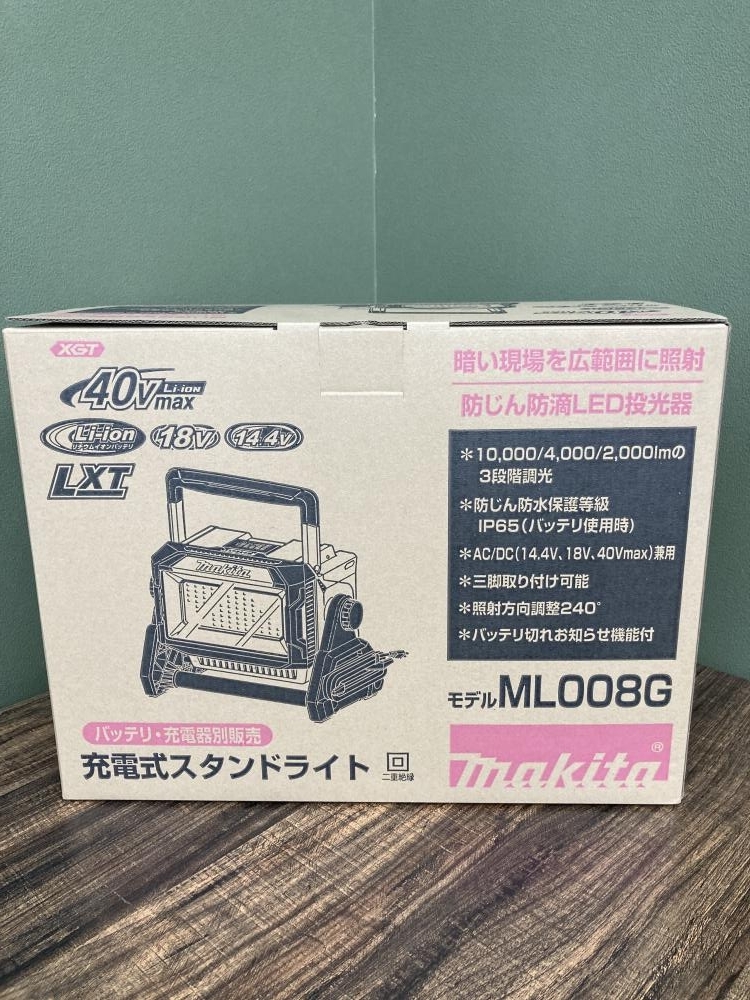 XGT
40Vmax Li-ion
Li-ion 18V 14.4V
リチウムイオンバッテリ
LXT
makita
バッテリ・充電器別販売
充電式スタンドライト
二重絶縁
暗い現場を広範囲に照射
防じん防滴LED投光器
＊10,000/4,000/2,000lmの
3段階調光
＊防じん防水保護等級
IP65(バッテリ使用時)
＊AC/DC(14.4V、18V、40Vmax)兼用
＊三脚取り付け可能
＊照射方向調整240°
＊バッテリ切れお知らせ機能付
モデルML008G
makita®